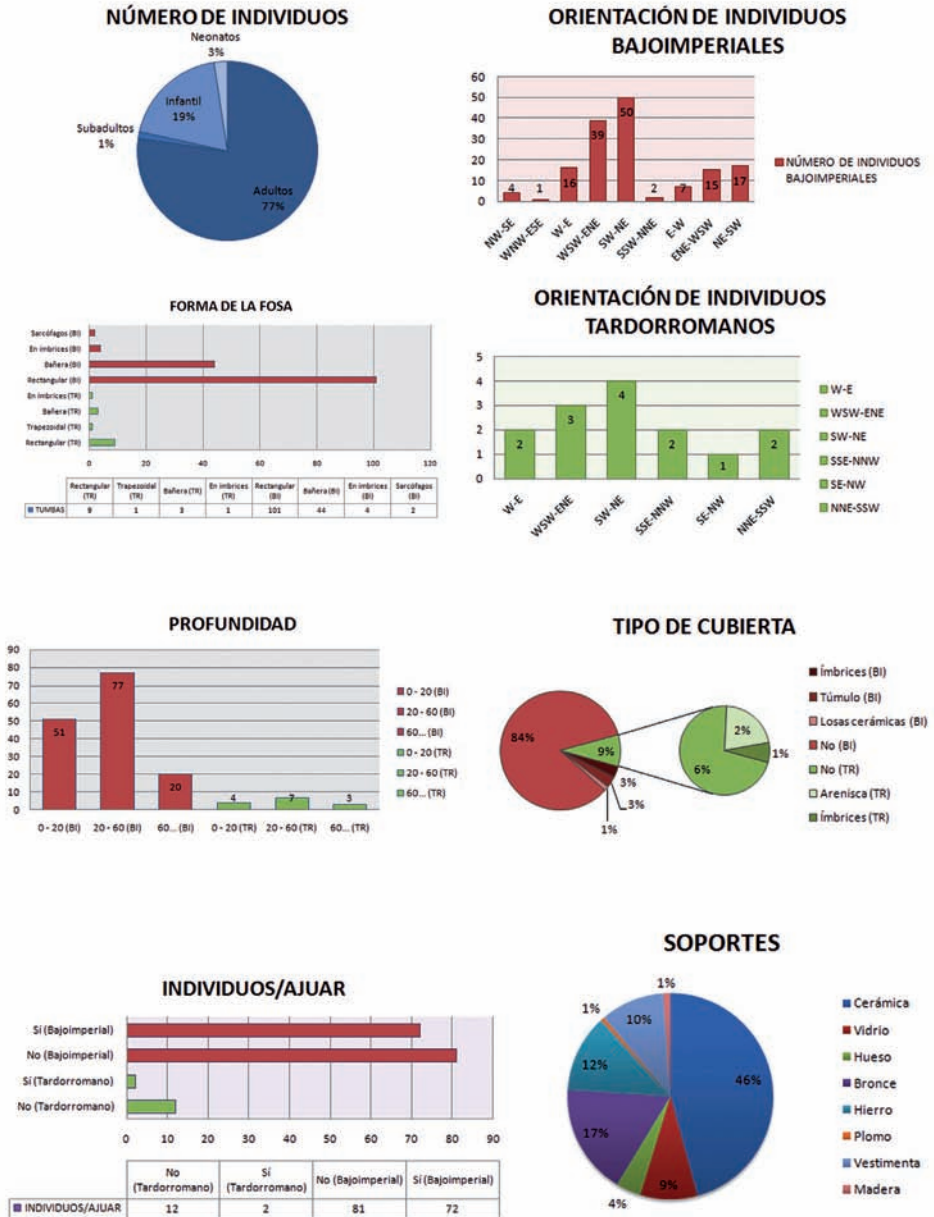 NÚMERO DE INDIVIDUOS
Neonatos
3%
Infantil
19%
Subadultos
1%
Adultos
77%
ORIENTACIÓN DE INDIVIDUOS
BAJOIMPERIALES
60
50
40
30
20
10
0
4
1
16
39
50
2
7
15
17
NW-SE
WNW-ESE
W-E
WSW-ENE
SW-NE
SSW-NNE
E-W
ENE-WSW
NE-SW
NÚMERO DE INDIVIDUOS
BAJOIMPERIALES
FORMA DE LA FOSA
Sarcófagos (BI)
En ímbrices (BI)
Bañera (BI)
Rectangular (BI)
En ímbrices (TR)
Bañera (TR)
Trapezoidal (TR)
Rectangular (TR)
0 20 40 60 80 100 120
Rectangular (TR) Trapezoidal (TR) Bañera (TR) En ímbrices (TR) Rectangular (BI) Bañera (BI) En ímbrices (BI) Sarcófagos (BI)
TUMBAS 9 1 3 1 101 44 4 2
ORIENTACIÓN DE INDIVIDUOS
TARDORROMANOS
5
4
3
2
1
0
2
3
4
2
1
2
W-E
WSW-ENE
SW-NE
SSE-NNW
SE-NW
NNE-SSW
W-E
WSW-ENE
SW-NE
SSE-NNW
SE-NW
NNE-SSW
PROFUNDIDAD
90
80
70
60
50
40
30
20
10
0
51
77
20
4
7
3
0 - 20 (BI) 20 - 60 (BI) 60... (BI) 0 - 20 (TR) 20 - 60 (TR) 60... (TR)
0 - 20 (BI)
20 - 60 (BI)
60... (BI)
0 - 20 (TR)
20 - 60 (TR)
60... (TR)
TIPO DE CUBIERTA
84%
9%
3%
3%
1%
2%
1%
6%
Ímbrices (BI)
Túmulo (BI)
Losas cerámicas (BI)
No (BI)
No (TR)
Arenisca (TR)
Ímbrices (TR)
INDIVIDUOS/AJUAR
Sí (Bajoimperial)
No (Bajoimperial)
Sí (Tardorromano)
No (Tardorromano)
0 10 20 30 40 50 60 70 80 90
No (Tardorromano) Sí (Tardorromano) No (Bajoimperial) Sí (Bajoimperial)
INDIVIDUOS/AJUAR 12 2 81 72
SOPORTES
1%
10%
1%
12%
17%
4%
9%
46%
Cerámica
Vidrio
Hueso
Bronce
Hierro
Plomo
Vestimenta
Madera